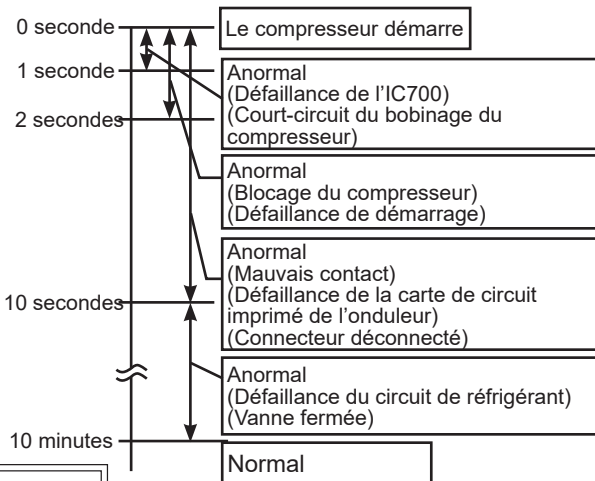 0 seconde
Le compresseur démarre
1 seconde
Anormal
(Défaillance de l’IC700)
(Court-circuit du bobinage du
compresseur)
2 secondes
Anormal
(Blocage du compresseur)
(Défaillance de démarrage)
Anormal
(Mauvais contact)
(Défaillance de la carte de circuit
imprimé de l’onduleur)
(Connecteur déconnecté)
10 secondes
Anormal
(Défaillance du circuit de réfrigérant)
(Vanne fermée)
10 minutes
Normal